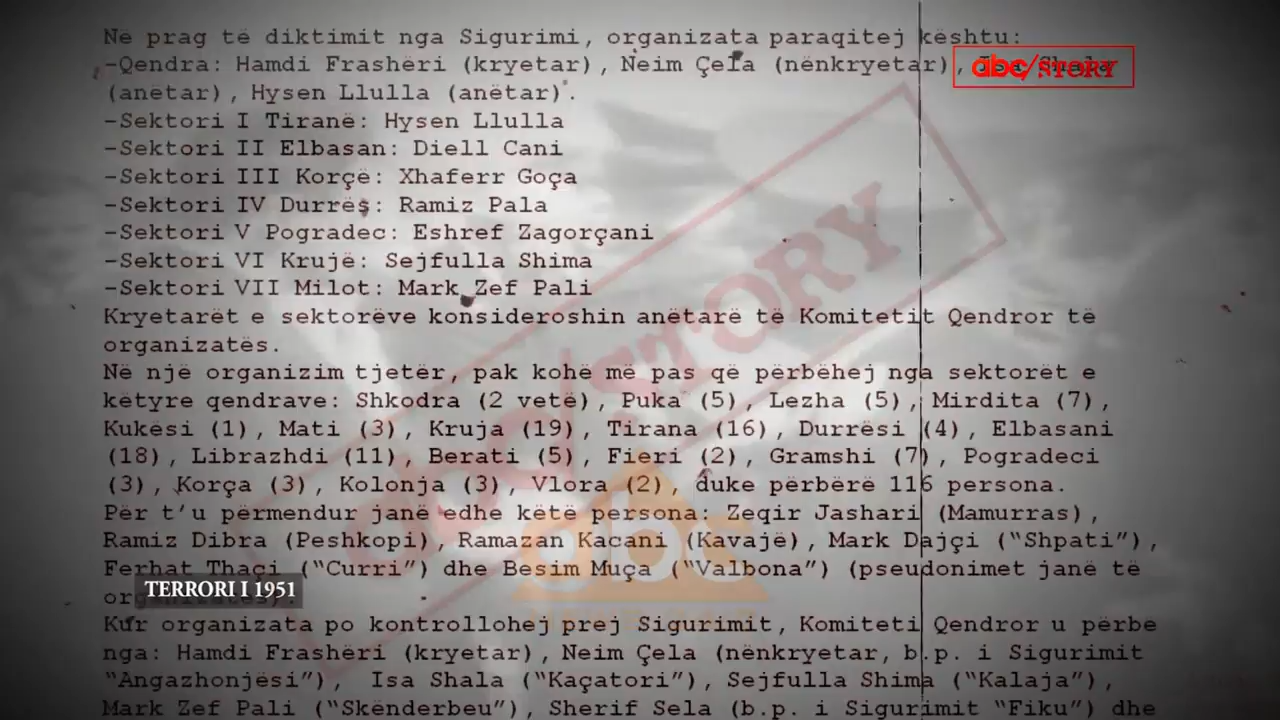 Në prag të diktimit nga Sigurimi, organizata paraqitej kështu:
-Qendra: Hamdi Frashëri (kryetar), Neim Çela (nënkryetar),
abc/STORY
(anëtar), Hysen Llulla (anëtar).
-Sektori I Tiranë: Hysen Llulla
-Sektori II Elbasan: Diell Cani
-Sektori III Korçë: Xhaferr Goça
-Sektori IV Durrës: Ramiz Pala
-Sektori V Pogradec: Eshref Zagorçani
-Sektori VI Krujë: Sejfulla Shima
-Sektori VII Milot: Mark Zef Pali
Kryetarët e sektorëve konsideroshin anëtarë të Komitetit Qendror të
organizatës.
Në një organizim tjetër, pak kohë më pas që përbëhej nga sektorët e
këtyre qendrave: Shkodra (2 vetë), Puka (5), Lezha (5), Mirdita (7),
Kukësi (1), Mati (3), Kruja (19), Tirana (16), Durrësi (4), Elbasani
(18), Librazhdi (11), Berati (5), Fieri (2), Gramshi (7), Pogradeci
(3), Korça (3), Kolonja (3), Vlora (2), duke përbërë 116 persona.
Për t'u përmendur janë edhe këtë persona: Zeqir Jashari (Mamurras),
Ramiz Dibra (Peshkopi), Ramazan Kacani (Kavajë), Mark Dajçi (“Shpati”),
Ferhat Thaçi (“Curri”) dhe Besim Muça (“Valbona”) (pseudonimet janë të
TERRORI I 1951
Kur organizata po kontrollohej prej Sigurimit, Komiteti Qendror u përbe
nga: Hamdi Frashëri (kryetar), Neim Çela (nënkryetar, b.p. i Sigurimit
“Angazhonjësi”), Isa Shala (“Kaçatori”), Sejfulla Shima (“Kalaja”),
Mark Zef Pali (“Skënderbeu”), Sherif Sela (b.p. i Sigurimit “Fiku”) dhe
abc/STORY
abc